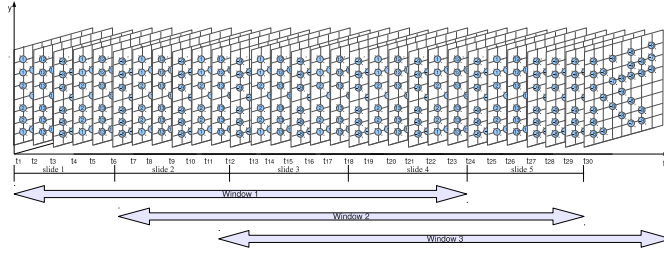 y
t1 t2 t3 t4 t5 t6 t7 t8 t9 t10 t11 t12 t13 t14 t15 t16 t17 t18 t19 t20 t21 t22 t23 t24 t25 t26 t27 t28 t29 t30
slide 1 slide 2 slide 3 slide 4 slide 5
Window 1
Window 2
Window 3